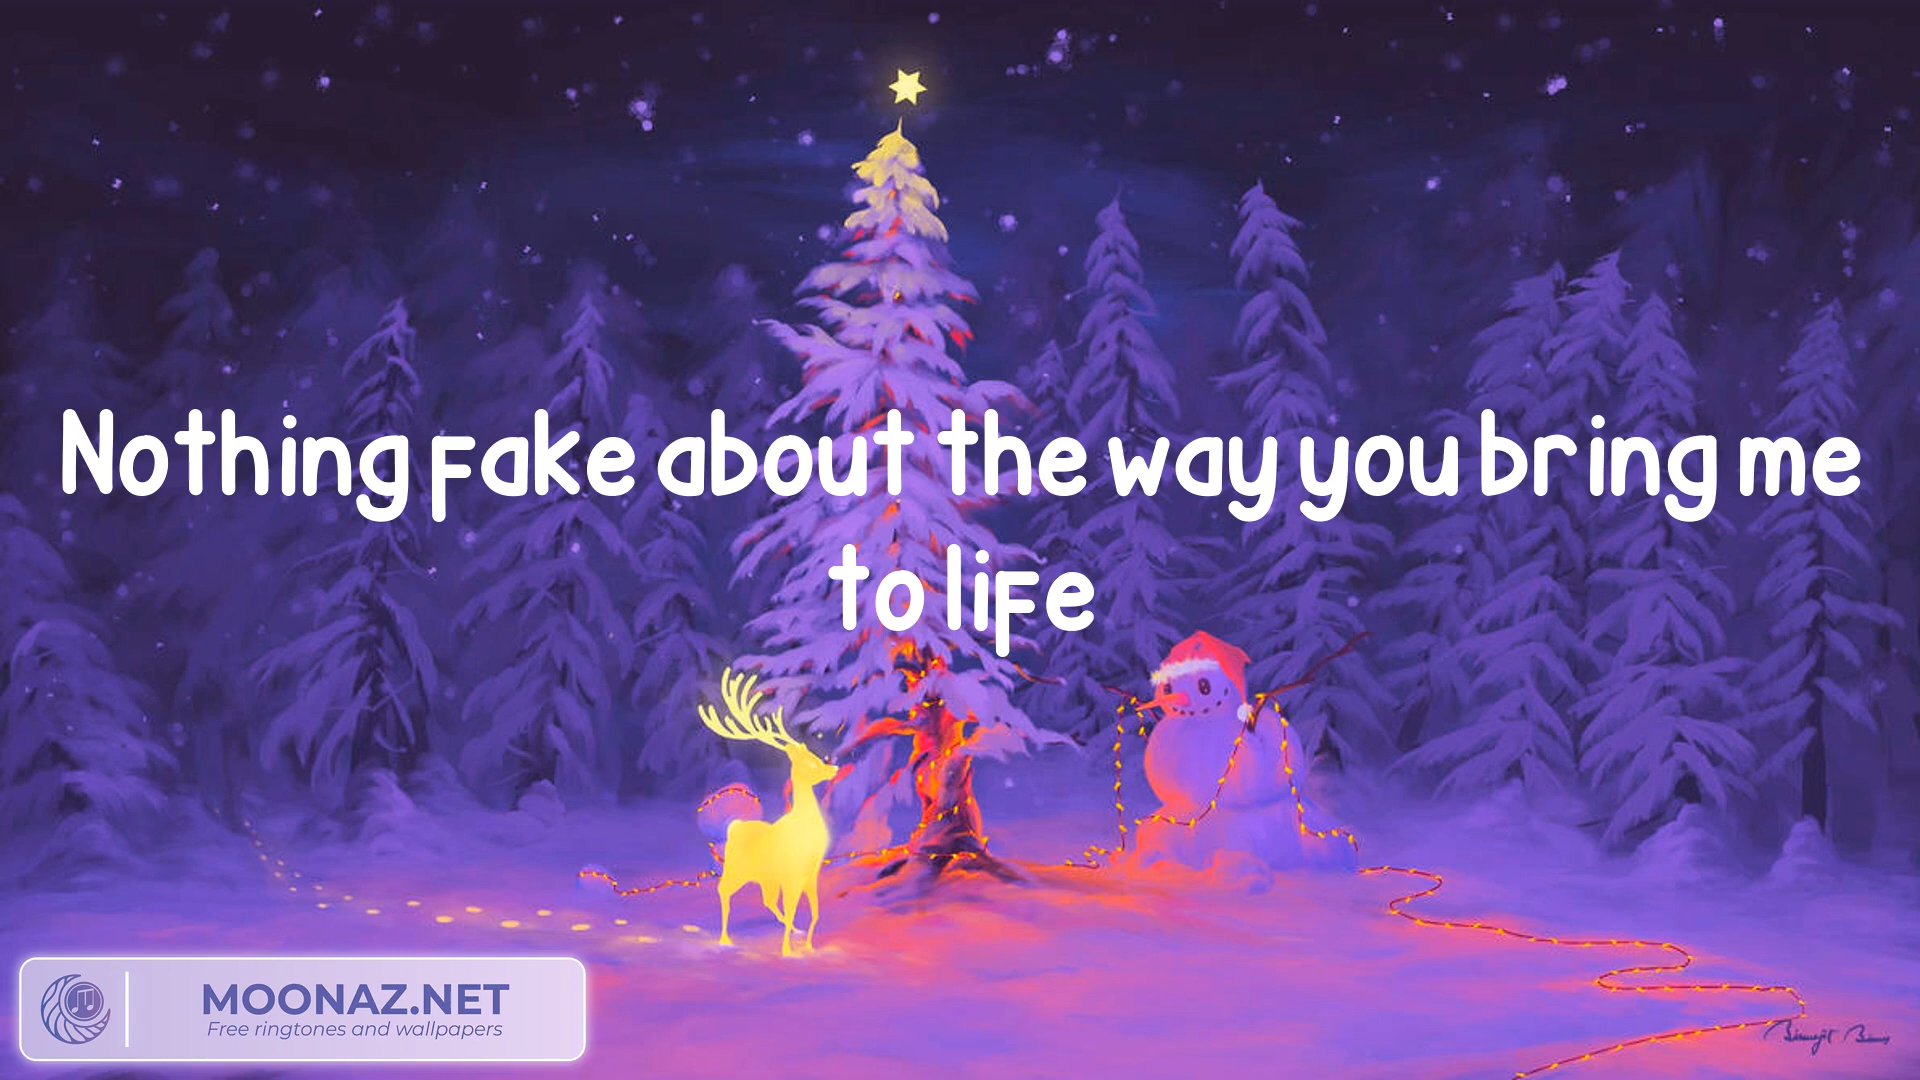 Nothing fake about the way you bring me
to life
MOONAZ.NET
Free ringtones and wallpapers